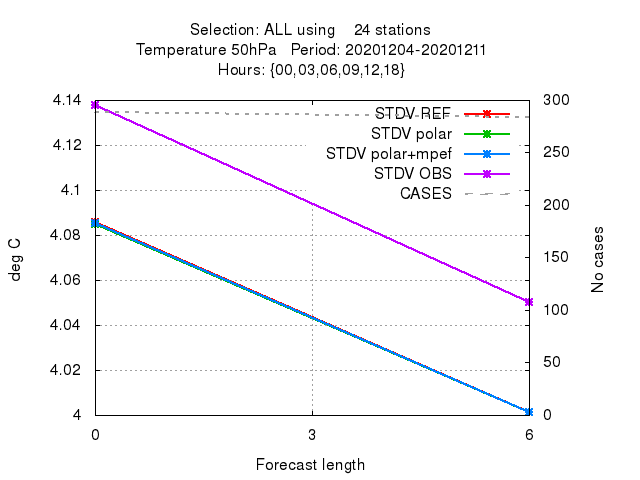 Selection: ALL using    24 stations
Temperature 50hPa   Period: 20201204-20201211
Hours: {00,03,06,09,12,18}
4.14
4.12
4.1
4.08
4.06
4.04
4.02
4
deg C
STDV REF
STDV polar
STDV polar+mpef
STDV OBS
CASES
300
250
200
150
100
50
0
No cases
0 3 6
Forecast length